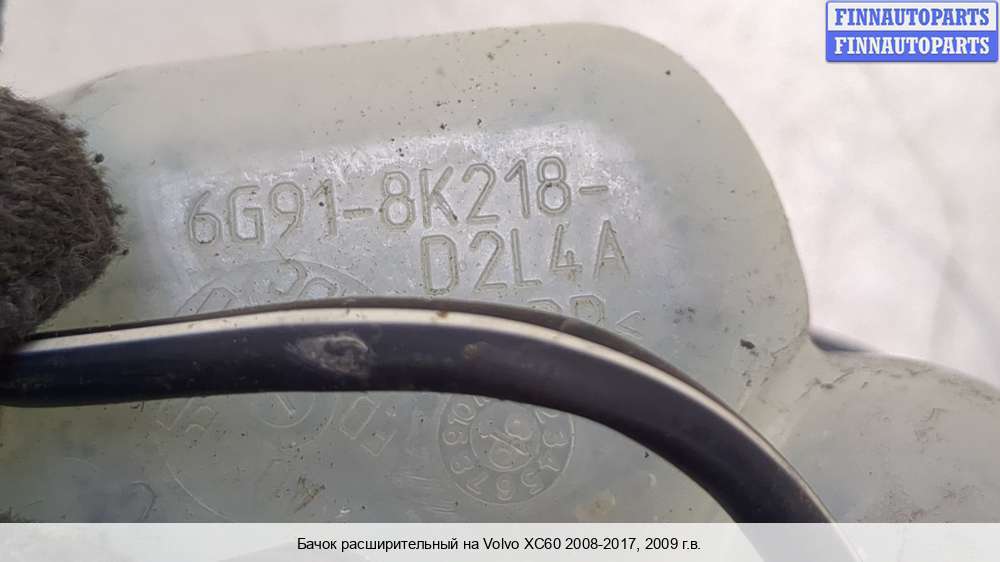 FINNAUTOPARTS
FINNAUTOPARTS
6G91-8K218-
D2L4A
Бачок расширительный на Volvo XC60 2008-2017, 2009 г.в.